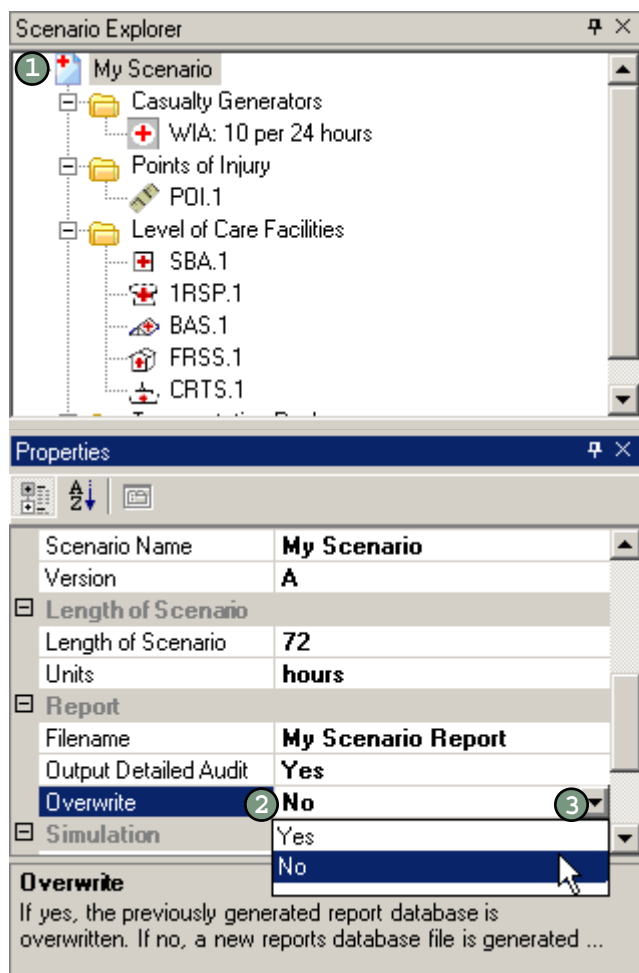 Scenario Explorer
1 My Scenario
Casualty Generators
WIA: 10 per 24 hours
Points of Injury
POI.1
Level of Care Facilities
SBA.1
1RSP.1
BAS.1
FRSS.1
CRTS.1
Properties
Scenario Name My Scenario
Version A
Length of Scenario
Length of Scenario 72
Units hours
Report
Filename My Scenario Report
Output Detailed Audit Yes
Overwrite 2 No 3
Simulation
Yes
No
Overwrite
If yes, the previously generated report database is
overwritten. If no, a new reports database file is generated ...